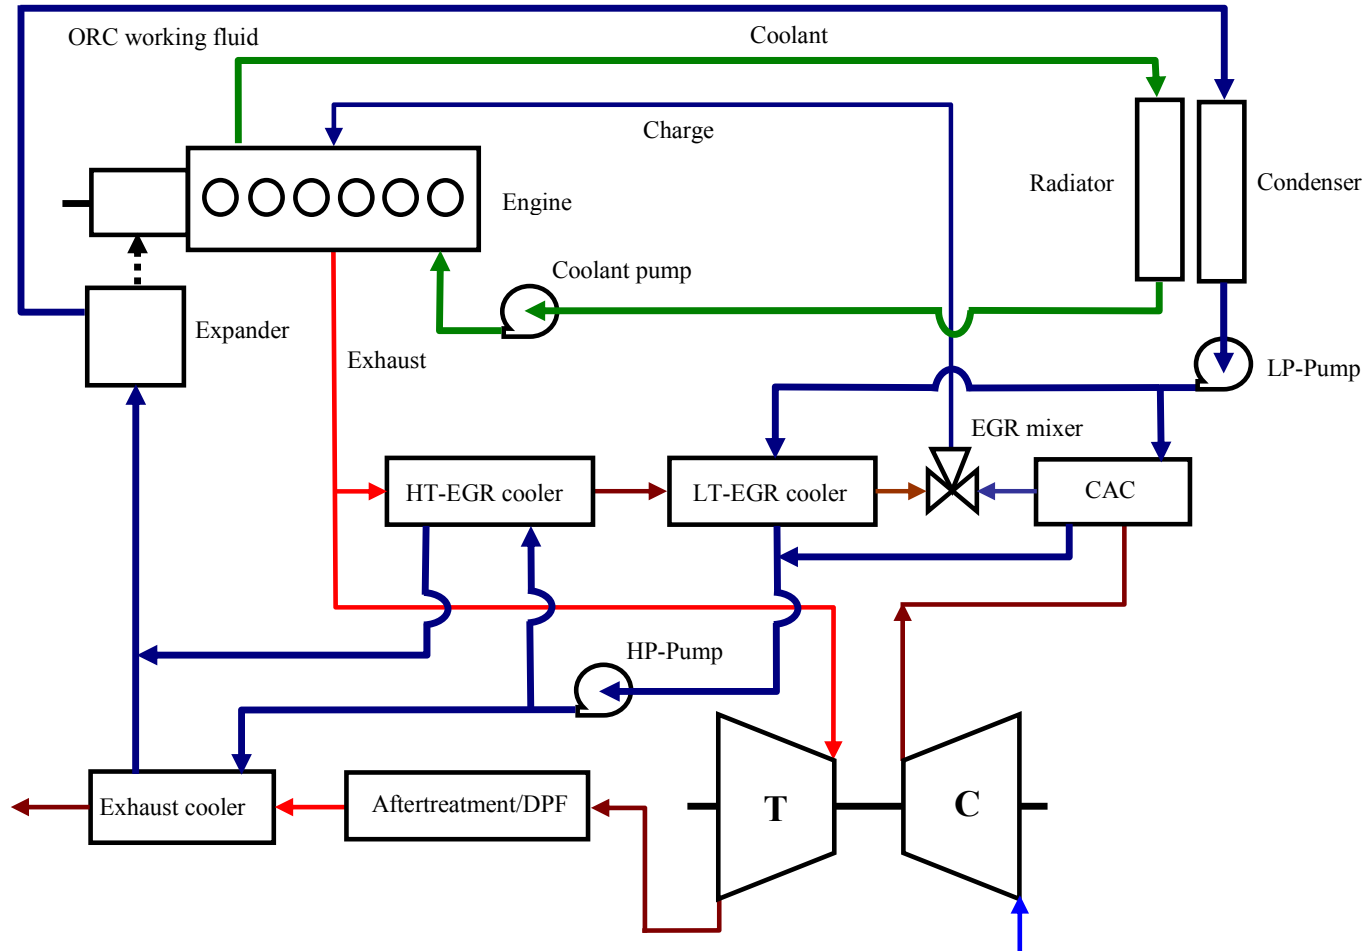 ORC working fluid
Coolant
Charge
Radiator
Condenser
Engine
Coolant pump
Expander
Exhaust
LP-Pump
EGR mixer
HT-EGR cooler
LT-EGR cooler
CAC
HP-Pump
Exhaust cooler
Aftertreatment/DPF
T
C